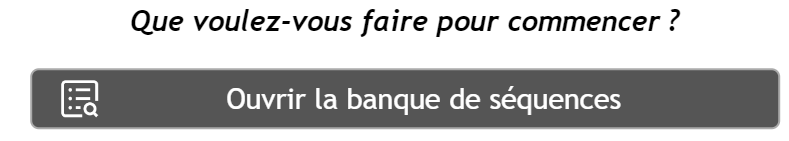 Que voulez-vous faire pour commencer ?
Ouvrir la banque de séquences